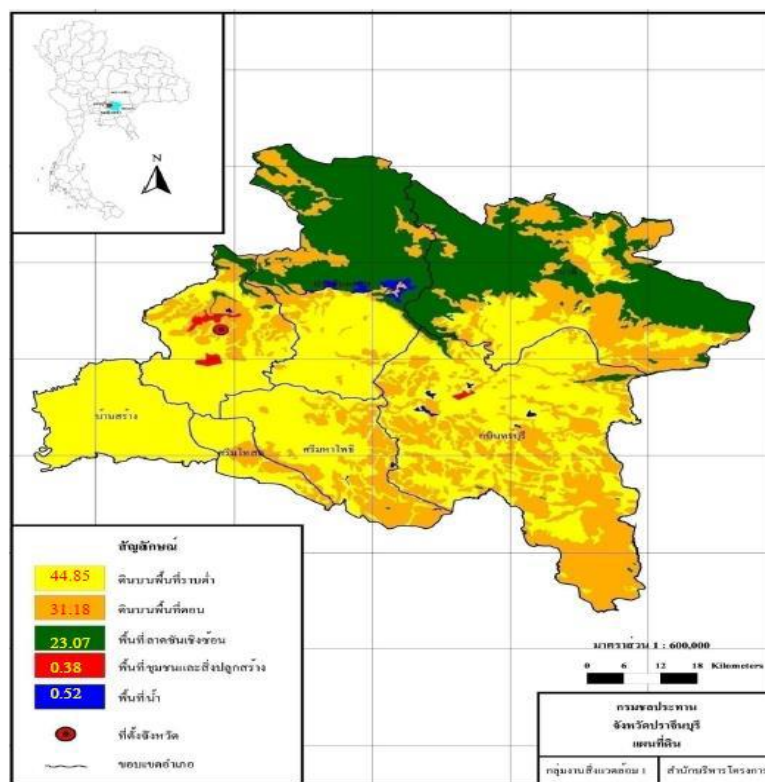 N
บ้านสร้าง
ศรีมหาโพธิ
กบินทรบุรี
สัญลักษณ์
44.85 ดินบนพื้นที่ราบต่ำ
31.18 ดินบนพื้นที่ดอน
23.07 พื้นที่ลาดชันเชิงซ้อน
0.38 พื้นที่ชุมชนและสิ่งปลูกสร้าง
0.52 พื้นที่น้ำ
ที่ตั้งจังหวัด
ขอบเขตอำเภอ
มาตราส่วน 1 : 600,000
0 6 12 18 Kilometers
กรมชลประทาน
จังหวัดปราจีนบุรี
แผนที่ดิน
กลุ่มงานสิ่งแวดล้อม 1 สำนักบริหารโครงการ